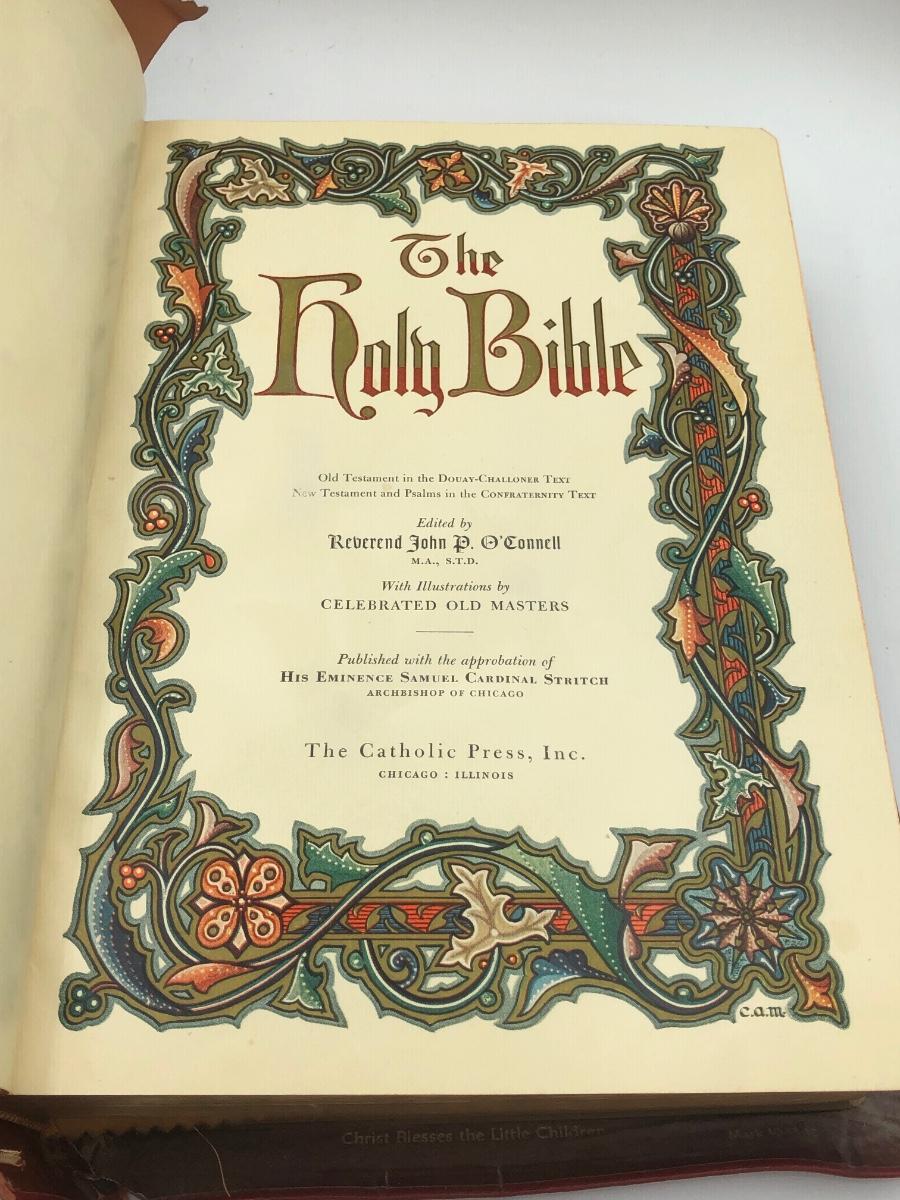 The
Holy Bible
Old Testament in the DOUAY-CHALLONER TEXT
New Testament and Psalms in the CONFRATERNITY TEXT
Edited by
Reverend John P. O'Connell
M.A., S.T.D.
With Illustrations by
CELEBRATED OLD MASTERS
Published with the approbation of
HIS EMINENCE SAMUEL CARDINAL STRITCH
ARCHBISHOP OF CHICAGO
The Catholic Press, Inc.
CHICAGO : ILLINOIS
C.A.M.
Christ Blesses the Little Children
Mark